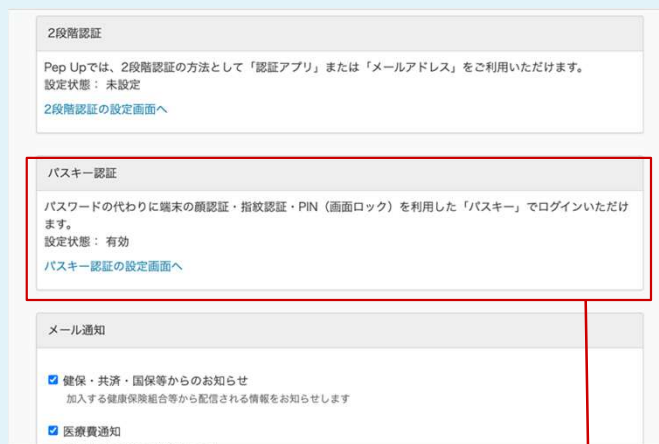 2段階認証
Pep Upでは、2段階認証の方法として「認証アプリ」または「メールアドレス」をご利用いただけます。
設定状態： 未設定
2段階認証の設定画面へ
パスキー認証
パスワードの代わりに端末の顔認証・指紋認証・PIN（画面ロック）を利用した「パスキー」でログインいただけ
ます。
設定状態： 有効
パスキー認証の設定画面へ
メール通知
健保・共済・国保等からのお知らせ
加入する健康保険組合等から配信される情報をお知らせします
医療費通知